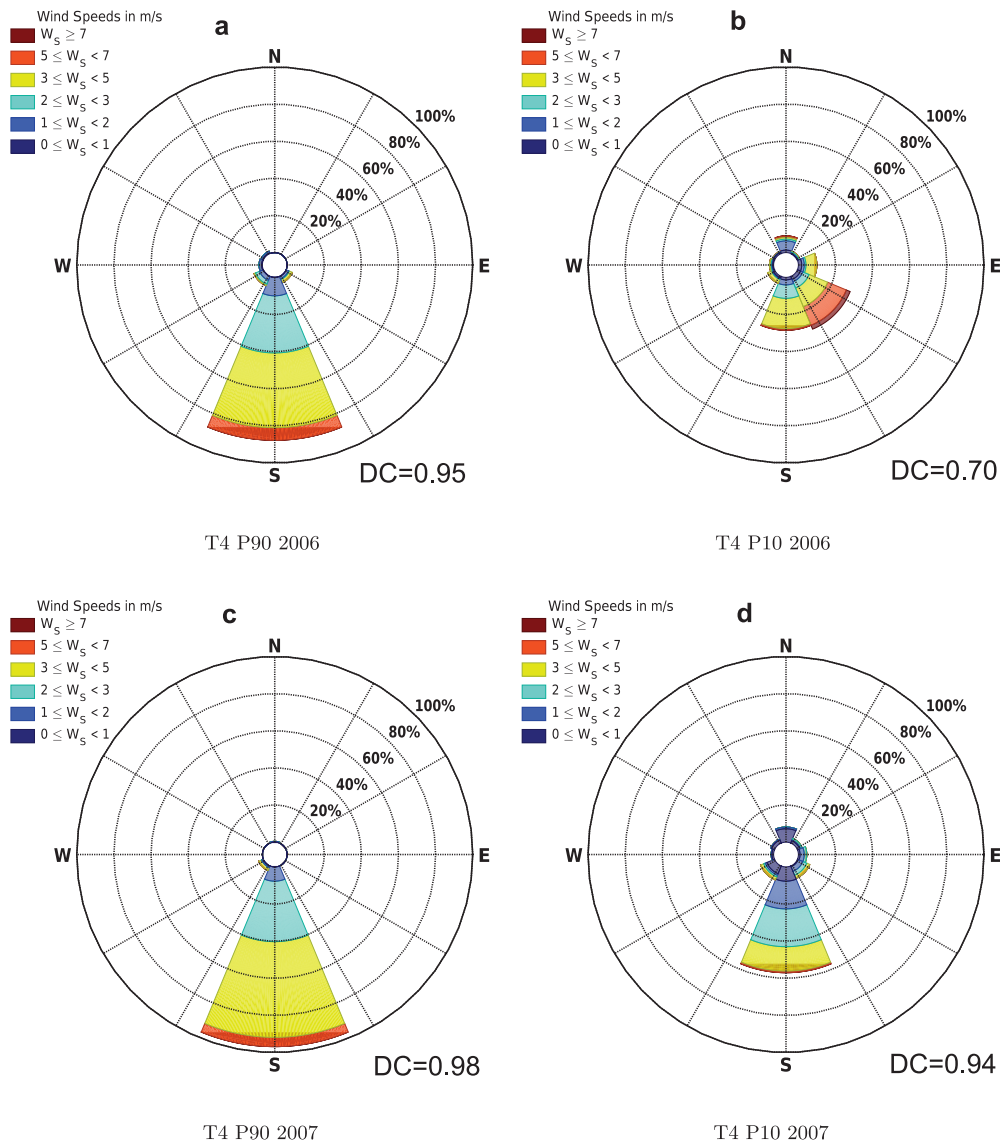 Wind Speeds in m/s
a
W_S ≥ 7
5 ≤ W_S < 7
3 ≤ W_S < 5
2 ≤ W_S < 3
1 ≤ W_S < 2
0 ≤ W_S < 1
N
100%
80%
60%
40%
20%
W
E
S
DC=0.95
T4 P90 2006
Wind Speeds in m/s
b
W_S ≥ 7
5 ≤ W_S < 7
3 ≤ W_S < 5
2 ≤ W_S < 3
1 ≤ W_S < 2
0 ≤ W_S < 1
N
100%
80%
60%
40%
20%
W
E
S
DC=0.70
T4 P10 2006
Wind Speeds in m/s
c
W_S ≥ 7
5 ≤ W_S < 7
3 ≤ W_S < 5
2 ≤ W_S < 3
1 ≤ W_S < 2
0 ≤ W_S < 1
N
100%
80%
60%
40%
20%
W
E
S
DC=0.98
T4 P90 2007
Wind Speeds in m/s
d
W_S ≥ 7
5 ≤ W_S < 7
3 ≤ W_S < 5
2 ≤ W_S < 3
1 ≤ W_S < 2
0 ≤ W_S < 1
N
100%
80%
60%
40%
20%
W
E
S
DC=0.94
T4 P10 2007